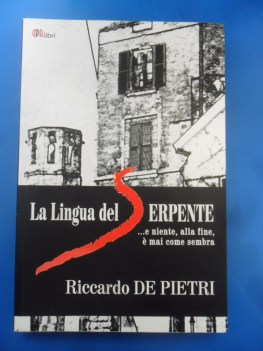 libri
La Lingua del SERPENTE
...e niente, alla fine,
è mai come sembra
Riccardo DE PIETRI